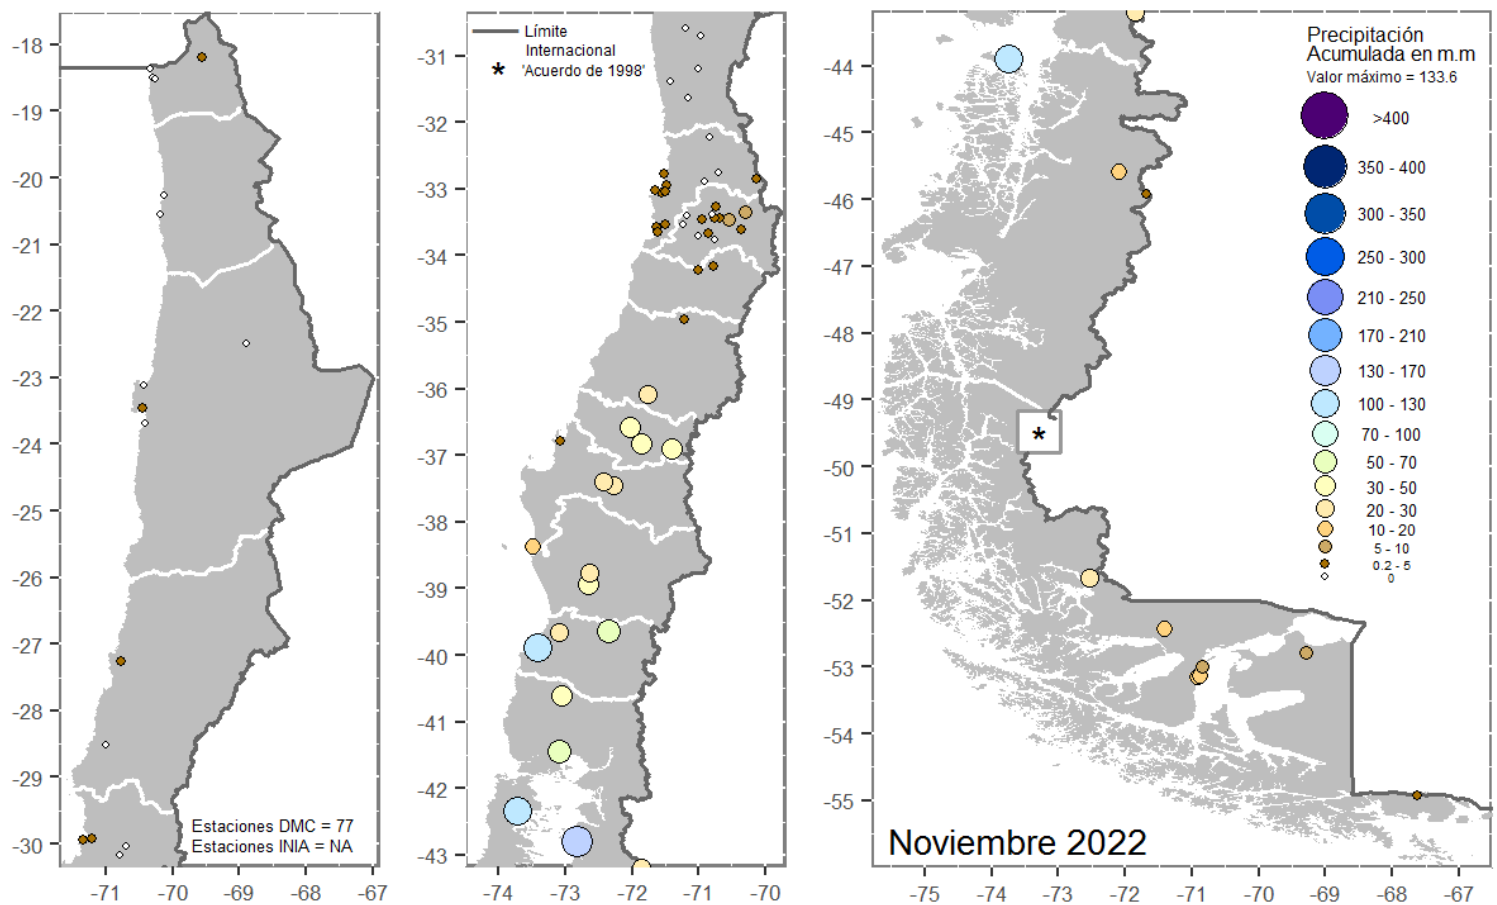 -18
-19
-20
-21
-22
-23
-24
-25
-26
-27
-28
-29
-30
-71
-70
-69
-68
-67
Estaciones DMC = 77
Estaciones INIA = NA
Límite
Internacional
* 'Acuerdo de 1998'
-31
-32
-33
-34
-35
-36
-37
-38
-39
-40
-41
-42
-43
-74
-73
-72
-71
-70
-44
-45
-46
-47
-48
-49
-50
-51
-52
-53
-54
-55
-75
-74
-73
-72
-71
-70
-69
-68
-67
*
Precipitación
Acumulada en m.m
Valor máximo = 133.6
>400
350 - 400
300 - 350
250 - 300
210 - 250
170 - 210
130 - 170
100 - 130
70 - 100
50 - 70
30 - 50
20 - 30
10 - 20
5 - 10
0.2 - 5
0
Noviembre 2022